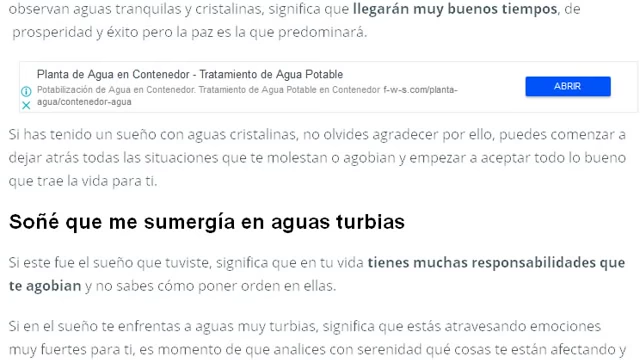 observan aguas tranquilas y cristalinas, significa que llegarán muy buenos tiempos, de
prosperidad y éxito pero la paz es la que predominará.
Planta de Agua en Contenedor - Tratamiento de Agua Potable
Potabilización de Agua en Contenedor. Tratamiento de Agua Potable en Contenedor f-w-s.com/planta-
agua/contenedor-agua
ABRIR
Si has tenido un sueño con aguas cristalinas, no olvides agradecer por ello, puedes comenzar a
dejar atrás todas las situaciones que te molestan o agobian y empezar a aceptar todo lo bueno
que trae la vida para ti.
Soñé que me sumergía en aguas turbias
Si este fue el sueño que tuviste, significa que en tu vida tienes muchas responsabilidades que
te agobian y no sabes cómo poner orden en ellas.
Si en el sueño te enfrentas a aguas muy turbias, significa que estás atravesando emociones
muy fuertes para ti, es momento de que analices con serenidad qué cosas te están afectando y